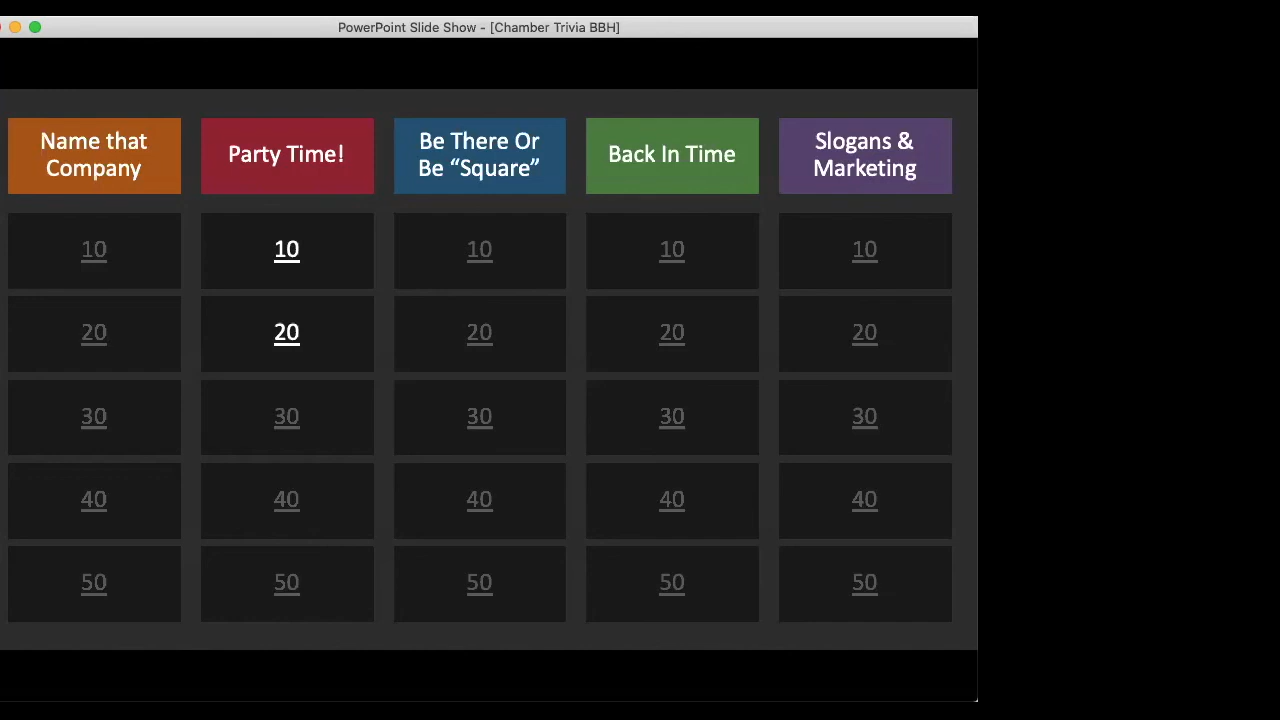 PowerPoint Slide Show - [Chamber Trivia BBH]
Name that
Company
Party Time!
Be There Or
Be “Square”
Back In Time
Slogans &
Marketing
10
10
10
10
10
20
20
20
20
20
30
30
30
30
30
40
40
40
40
40
50
50
50
50
50